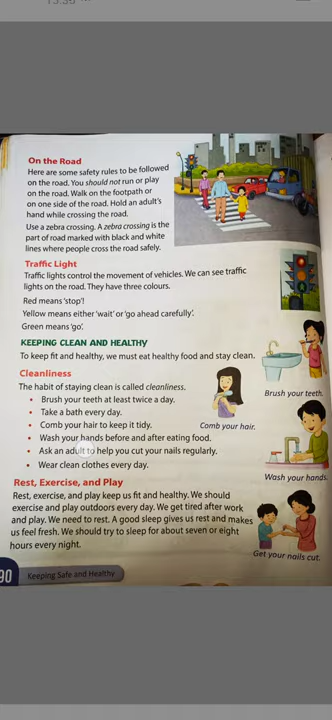 On the Road
Here are some safety rules to be followed
on the road. You should not run or play
on the road. Walk on the footpath or
on one side of the road. Hold an adult's
hand while crossing the road.
Use a zebra crossing. A zebra crossing is the
part of road marked with black and white
lines where people cross the road safely.
Traffic Light
Traffic lights control the movement of vehicles. We can see traffic
lights on the road. They have three colours.
Red means 'stop'!
Yellow means either 'wait' or 'go ahead carefully'.
Green means 'go'.
KEEPING CLEAN AND HEALTHY
To keep fit and healthy, we must eat healthy food and stay clean.
Cleanliness
The habit of staying clean is called cleanliness.
• Brush your teeth at least twice a day.
• Take a bath every day.
• Comb your hair to keep it tidy.
• Wash your hands before and after eating food.
• Ask an adult to help you cut your nails regularly.
• Wear clean clothes every day.
Brush your teeth.
Comb your hair.
Wash your hands.
Rest, Exercise, and Play
Rest, exercise, and play keep us fit and healthy. We should
exercise and play outdoors every day. We get tired after work
and play. We need to rest. A good sleep gives us rest and makes
us feel fresh. We should try to sleep for about seven or eight
hours every night.
Get your nails cut.
90 Keeping Safe and Healthy